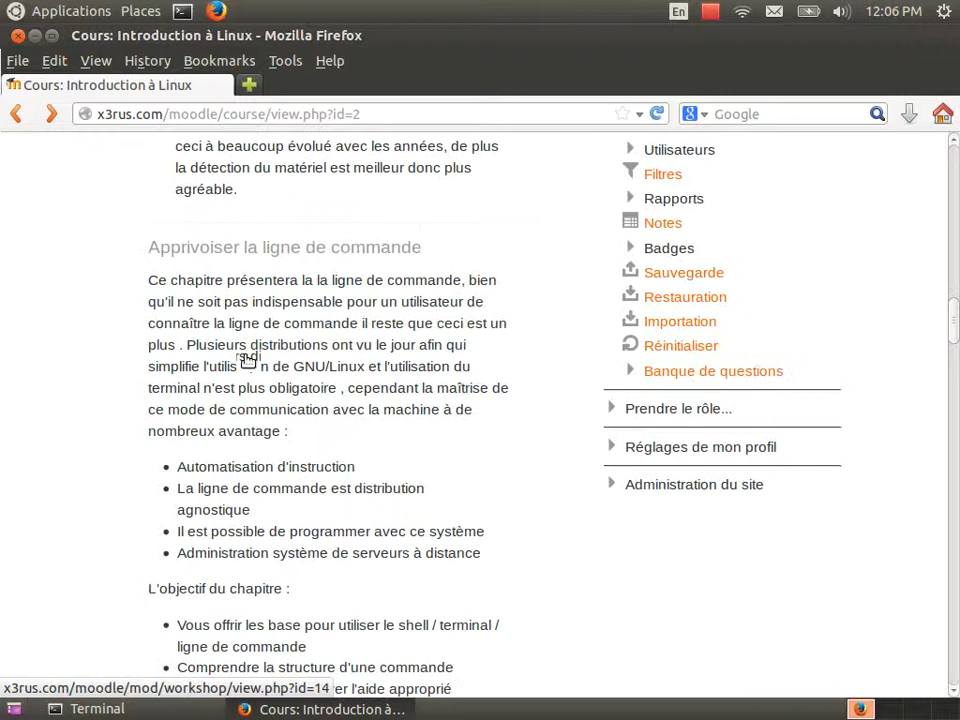 Applications Places En 12:06 PM
Cours: Introduction à Linux - Mozilla Firefox
File Edit View History Bookmarks Tools Help
Cours: Introduction à Linux
x3rus.com/moodle/course/view.php?id=2 Google
ceci à beaucoup évolué avec les années, de plus
la détection du matériel est meilleur donc plus
agréable.
Apprivoiser la ligne de commande
Ce chapitre présentera la la ligne de commande, bien
qu'il ne soit pas indispensable pour un utilisateur de
connaître la ligne de commande il reste que ceci est un
plus . Plusieurs distributions ont vu le jour afin qui
simplifie l'utilis n de GNU/Linux et l'utilisation du
terminal n'est plus obligatoire , cependant la maîtrise de
ce mode de communication avec la machine à de
nombreux avantage :
Automatisation d'instruction
La ligne de commande est distribution
agnostique
Il est possible de programmer avec ce système
Administration système de serveurs à distance
L'objectif du chapitre :
Vous offrir les base pour utiliser le shell / terminal /
ligne de commande
Comprendre la structure d'une commande
er l'aide approprié
Utilisateurs
Filtres
Rapports
Notes
Badges
Sauvegarde
Restauration
Importation
Réinitialiser
Banque de questions
Prendre le rôle...
Réglages de mon profil
Administration du site
x3rus.com/moodle/mod/workshop/view.php?id=14
Terminal Cours: Introduction à...